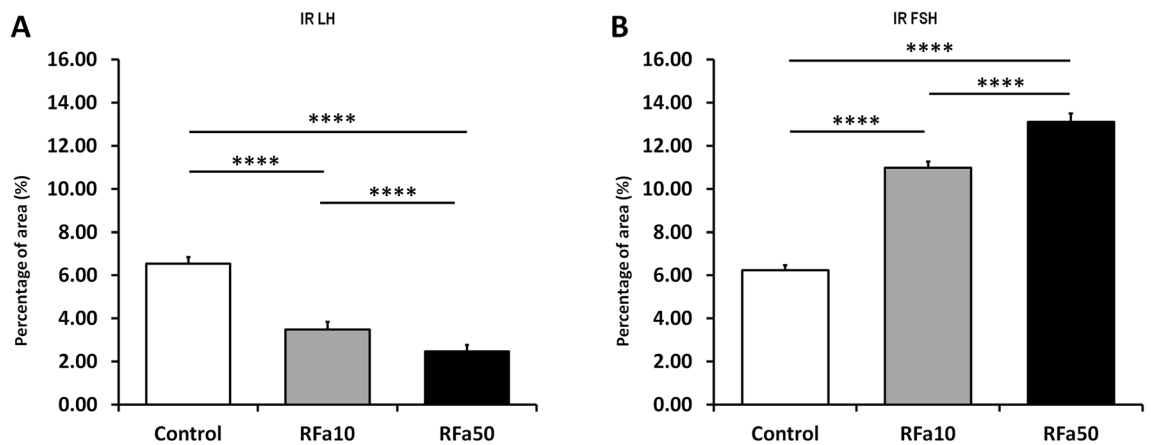 A
IR LH
Percentage of area (%)
16.00
14.00
12.00
10.00
8.00
6.00
4.00
2.00
0.00
****
****
****
Control
RFa10
RFa50
B
IR FSH
Percentage of area (%)
16.00
14.00
12.00
10.00
8.00
6.00
4.00
2.00
0.00
****
****
****
Control
RFa10
RFa50